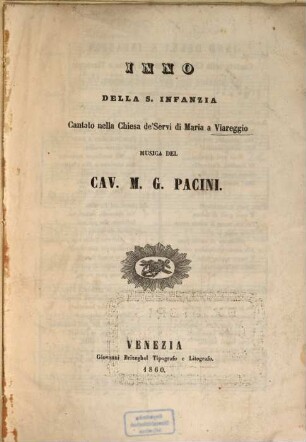 INNO
DELLA S. INFANZIA
Cantato nella Chiesa de'Servi di Maria a Viareggio
MUSICA DEL
CAV. M. G. PACINI.
VENEZIA
Giovanni Brizeghel Tipografo e Litografo.
1860.